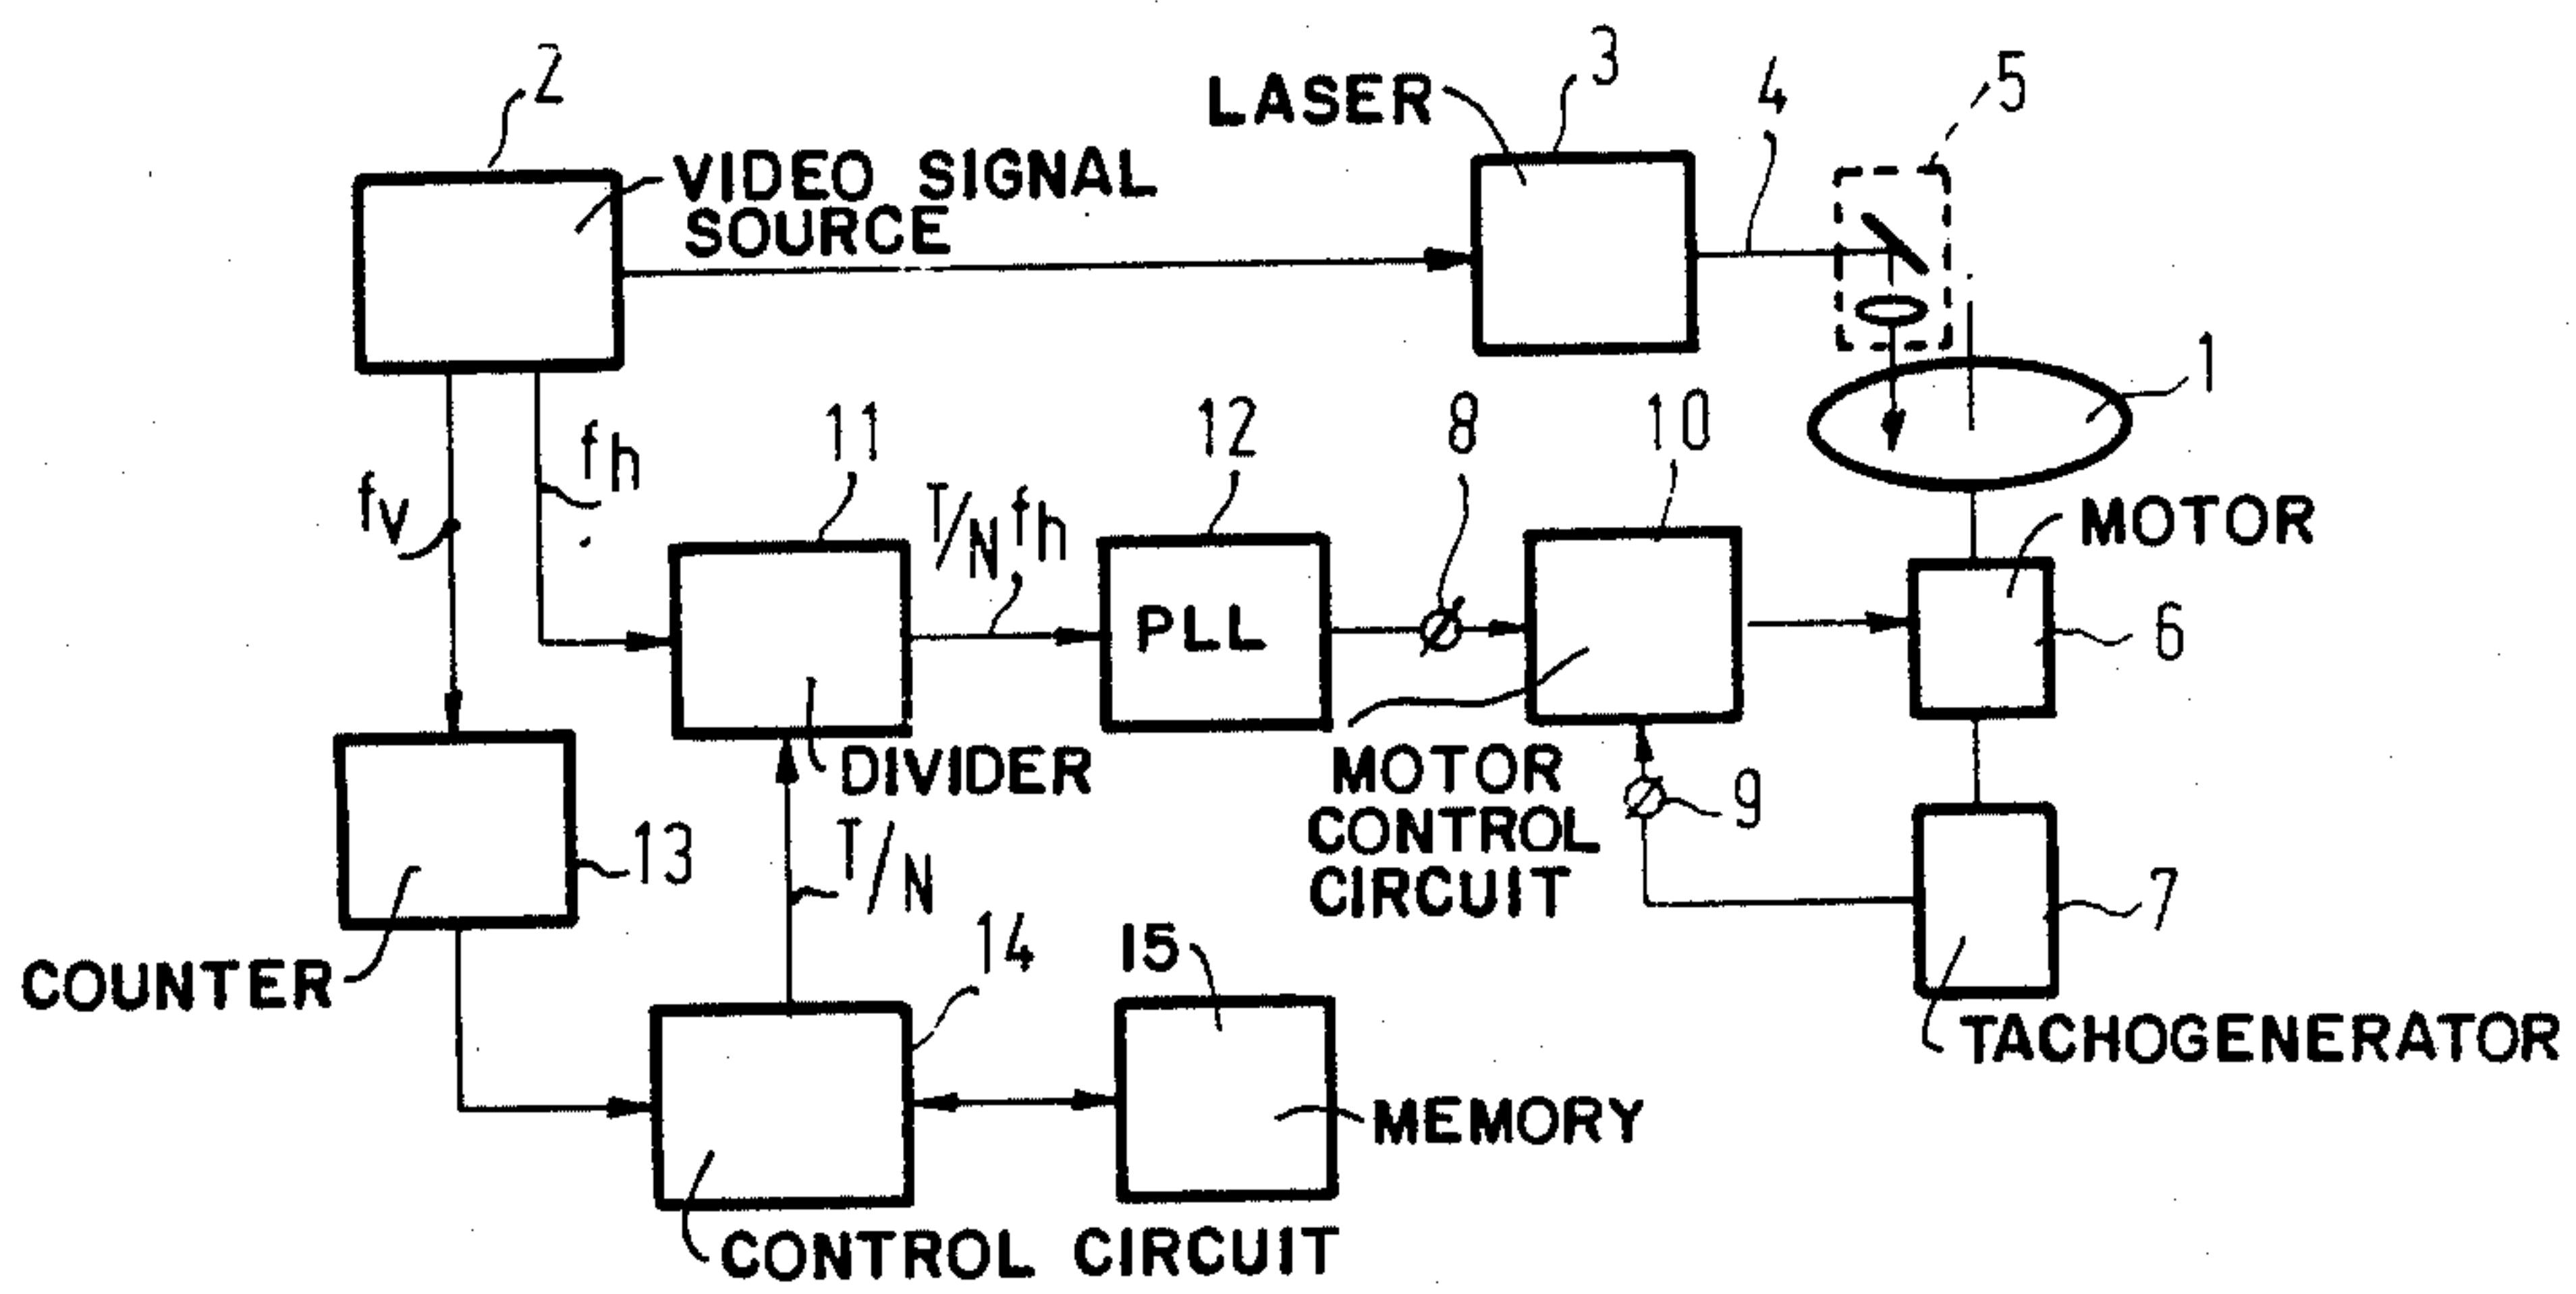 2
3
LASER
4
5
VIDEO SIGNAL
SOURCE
1
fv
fh
11
T/N, fh
12
8
10
MOTOR
PLL
6
DIVIDER
MOTOR
CONTROL
CIRCUIT
9
13
T/N
7
COUNTER
14
15
TACHOGENERATOR
MEMORY
CONTROL CIRCUIT